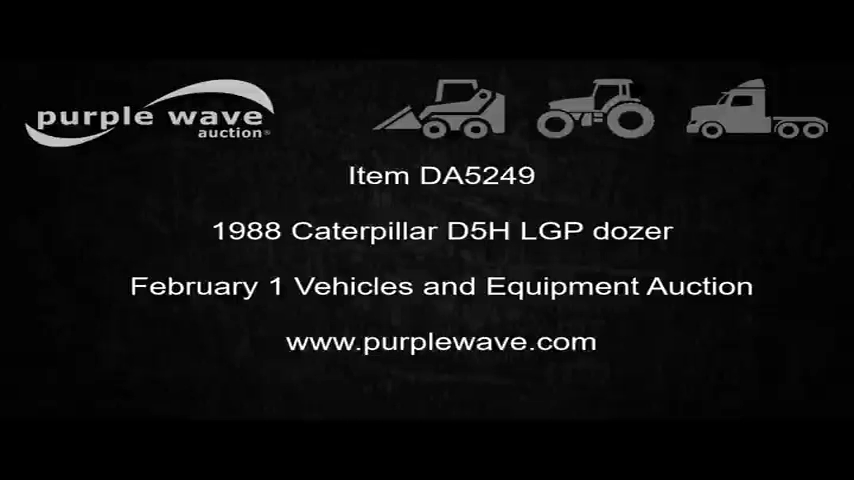 purple wave
auction®
Item DA5249
1988 Caterpillar D5H LGP dozer
February 1 Vehicles and Equipment Auction
www.purplewave.com